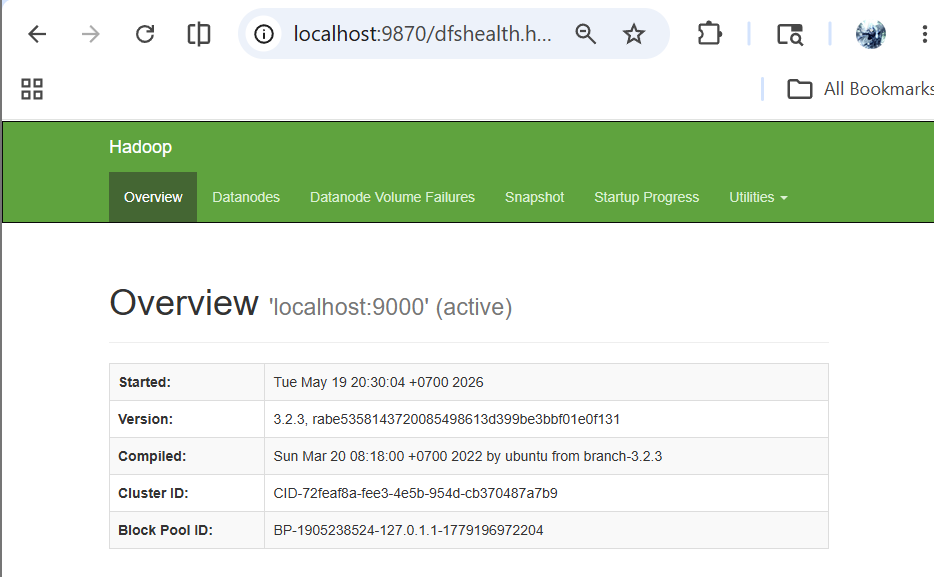 localhost:9870/dfshealth.h...
All Bookmarks
Hadoop
Overview Datanodes Datanode Volume Failures Snapshot Startup Progress Utilities
Overview 'localhost:9000' (active)
Started: Tue May 19 20:30:04 +0700 2026
Version: 3.2.3, rabe5358143720085498613d399be3bbf01e0f131
Compiled: Sun Mar 20 08:18:00 +0700 2022 by ubuntu from branch-3.2.3
Cluster ID: CID-72feaf8a-fee3-4e5b-954d-cb370487a7b9
Block Pool ID: BP-1905238524-127.0.1.1-1779196972204